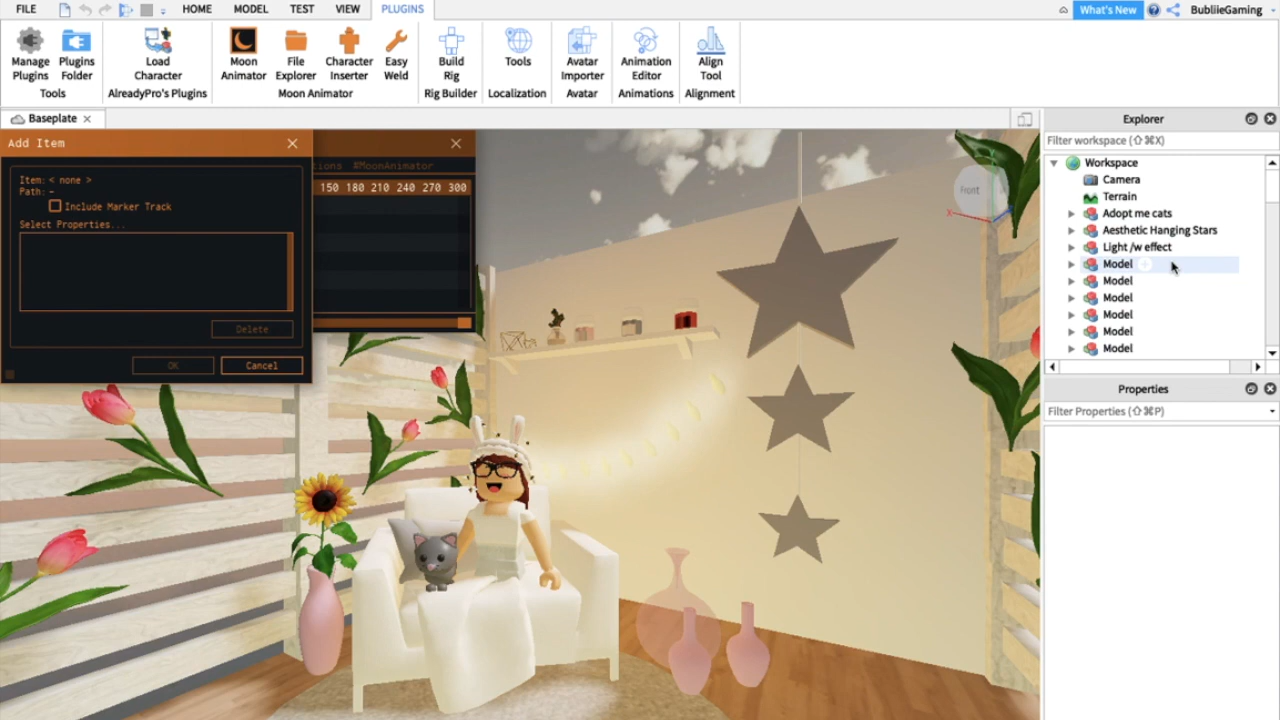 FILE HOME MODEL TEST VIEW PLUGINS What's New BubliieGaming
Manage Plugins Load Moon File Character Easy Build Tools Avatar Animation Align
Plugins Folder Character Animator Explorer Inserter Weld Rig Importer Editor Tool
Tools AlreadyPro's Plugins Moon Animator Rig Builder Localization Avatar Animations Alignment
Baseplate
Explorer
Add Item
Filter workspace (⇧⌘X)
Workspace
tions #MoonAnimator
Item: < none >
Path: -
150 180 210 240 270 300
Include Marker Track
Select Properties...
Delete
OK Cancel
Front
X
Camera
Terrain
Adopt me cats
Aesthetic Hanging Stars
Light /w effect
Model
Model
Model
Model
Model
Model
Properties
Filter Properties (⇧⌘P)